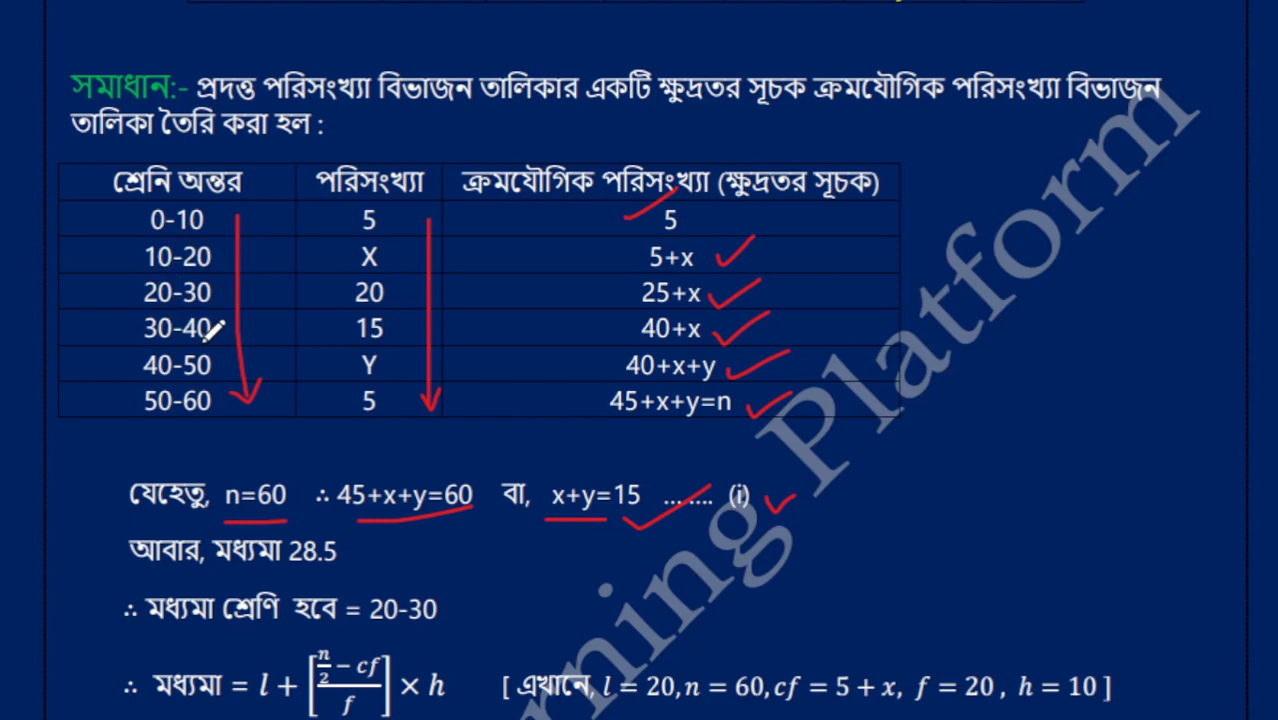 সমাধান:- প্রদত্ত পরিসংখ্যা বিভাজন তালিকার একটি ক্ষুদ্রতর সূচক ক্রমযৌগিক পরিসংখ্যা বিভাজন
তালিকা তৈরি করা হল :
শ্রেনি অন্তর পরিসংখ্যা ক্রমযৌগিক পরিসংখ্যা (ক্ষুদ্রতর সূচক)
0-10 5 5
10-20 X 5+x
20-30 20 25+x
30-40 15 40+x
40-50 Y 40+x+y
50-60 5 45+x+y=n
যেহেতু, n=60 ∴ 45+x+y=60 বা, x+y=15 ... .... (i)
আবার, মধ্যমা 28.5
∴ মধ্যমা শ্রেণি হবে = 20-30
∴ মধ্যমা = l + [(n/2 − cf)/f] × h [ এখানে, l = 20, n = 60, cf = 5 + x, f = 20 , h = 10 ]
rning Platform